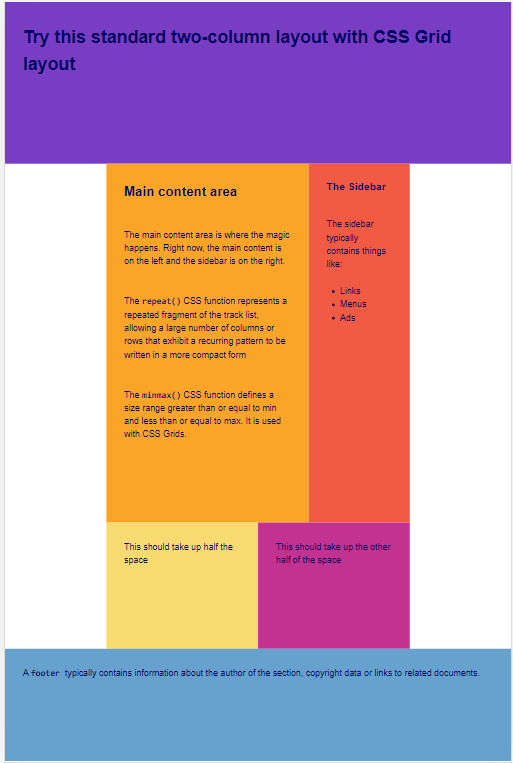 Try this standard two-column layout with CSS Grid
layout
Main content area
The main content area is where the magic
happens. Right now, the main content is
on the left and the sidebar is on the right.
The repeat() CSS function represents a
repeated fragment of the track list,
allowing a large number of columns or
rows that exhibit a recurring pattern to be
written in a more compact form
The minmax() CSS function defines a
size range greater than or equal to min
and less than or equal to max. It is used
with CSS Grids.
The Sidebar
The sidebar
typically
contains things
like:
• Links
• Menus
• Ads
This should take up half the
space
This should take up the other
half of the space
A footer typically contains information about the author of the section, copyright data or links to related documents.